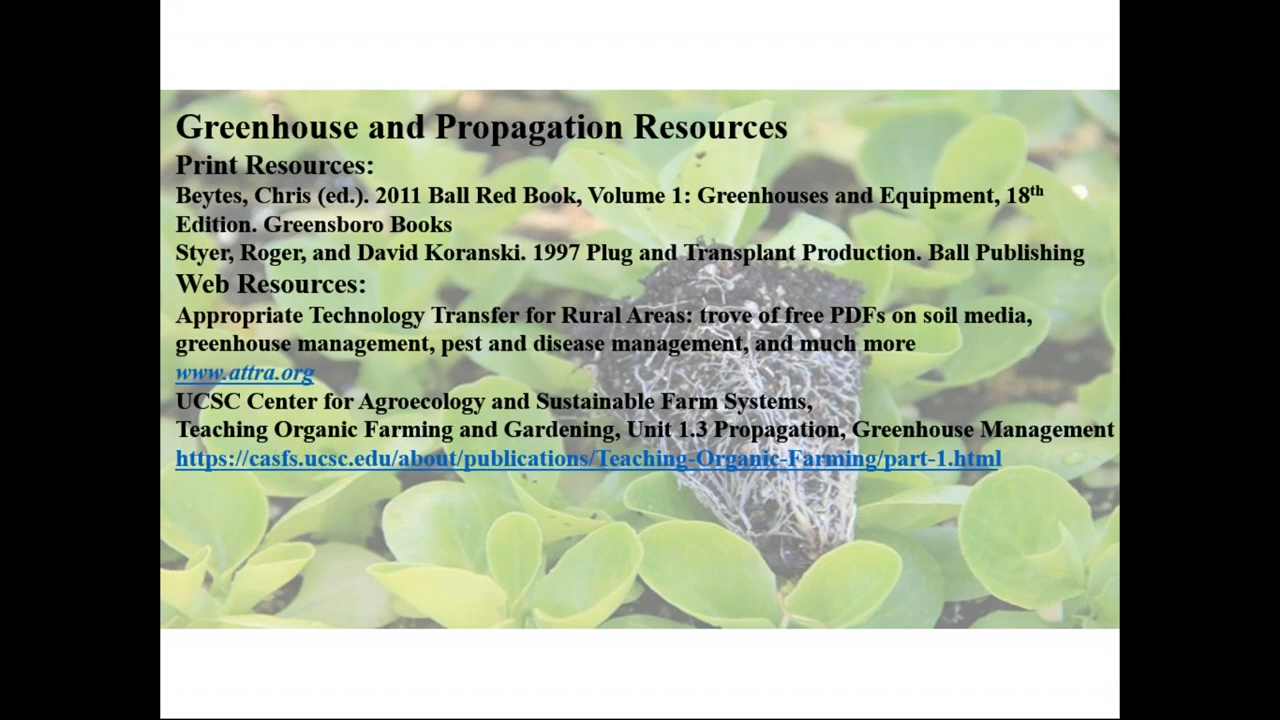 Greenhouse and Propagation Resources
Print Resources:
Beytes, Chris (ed.). 2011 Ball Red Book, Volume 1: Greenhouses and Equipment, 18th
Edition. Greensboro Books
Styer, Roger, and David Koranski. 1997 Plug and Transplant Production. Ball Publishing
Web Resources:
Appropriate Technology Transfer for Rural Areas: trove of free PDFs on soil media,
greenhouse management, pest and disease management, and much more
www.attra.org
UCSC Center for Agroecology and Sustainable Farm Systems,
Teaching Organic Farming and Gardening, Unit 1.3 Propagation, Greenhouse Management
https://casfs.ucsc.edu/about/publications/Teaching-Organic-Farming/part-1.html